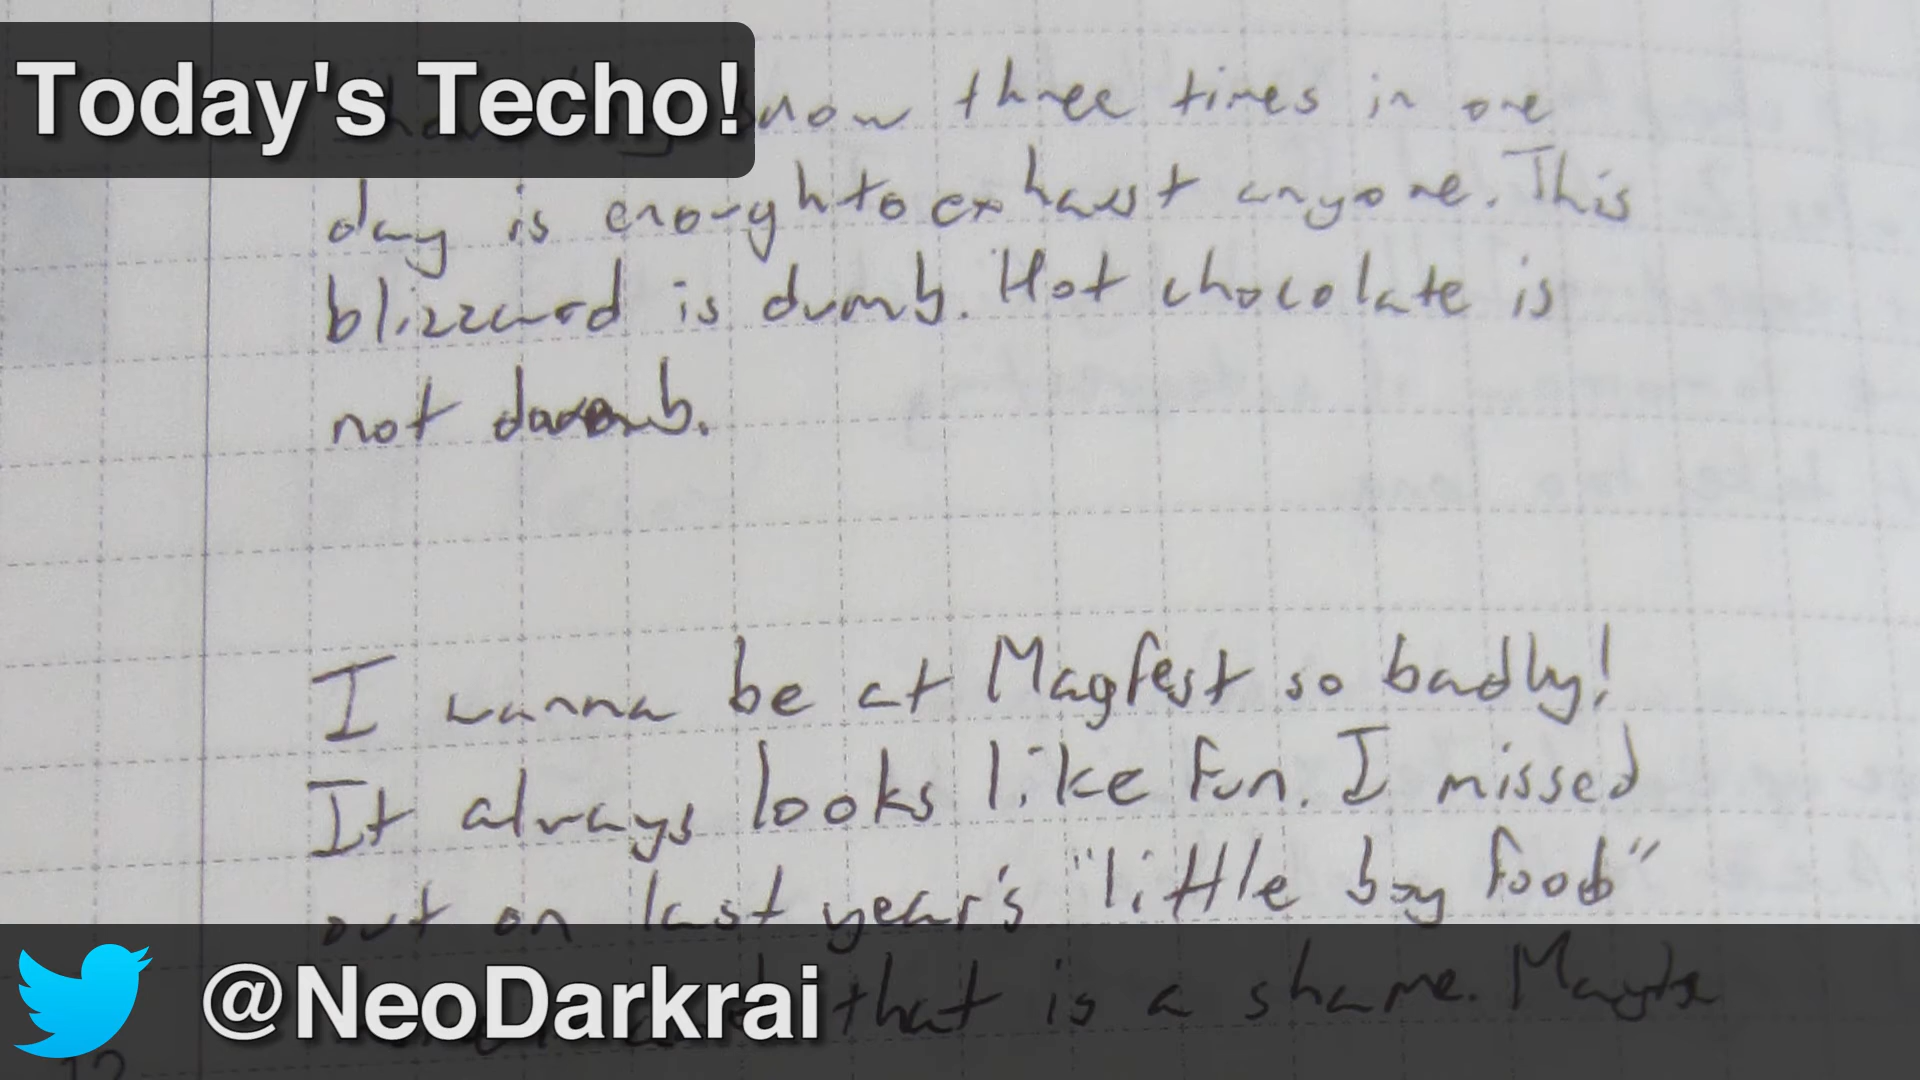 Today's Techo!
snow three times in one
day is enough to exhaust anyone. This
blizzard is dumb. Hot chocolate is
not dumb.
I wanna be at Magfest so badly!
It always looks like fun. I missed
out on last year's "little boy food"
that is a shame. Maybe
@NeoDarkrai
12